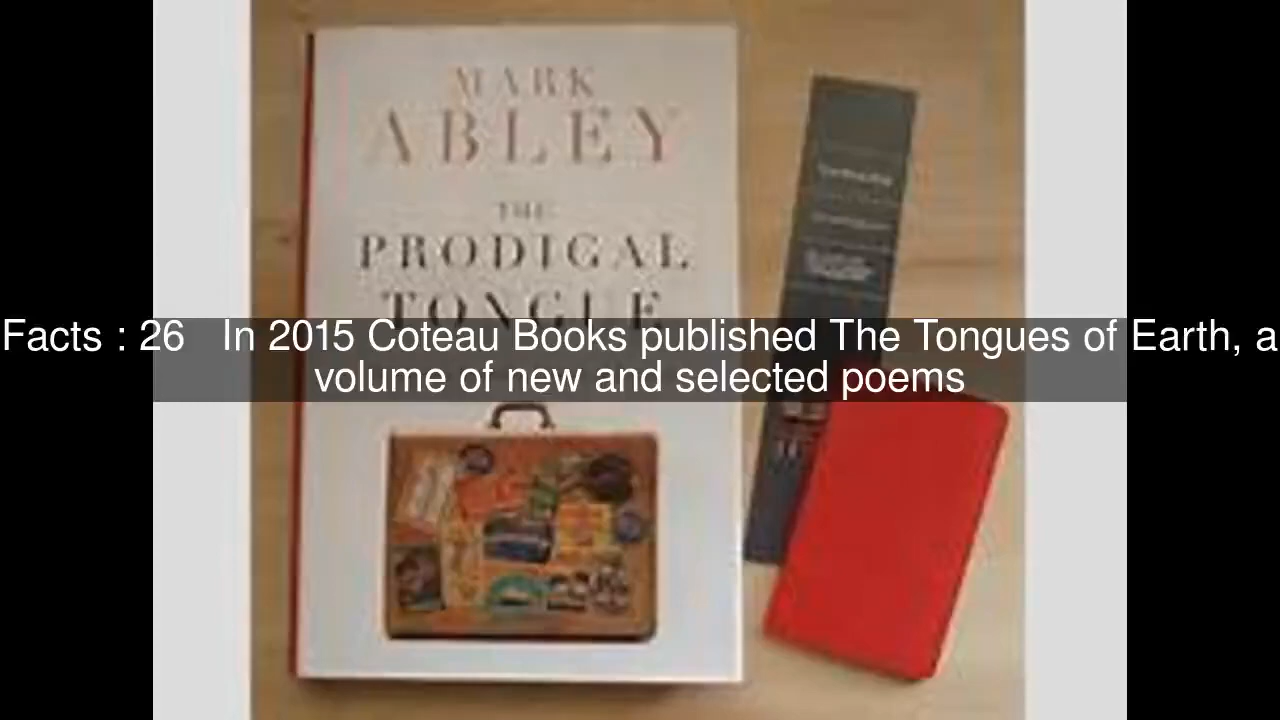 MARK
ABLEY
THE
PRODIGAL
TONGUE
Facts : 26 In 2015 Coteau Books published The Tongues of Earth, a
volume of new and selected poems